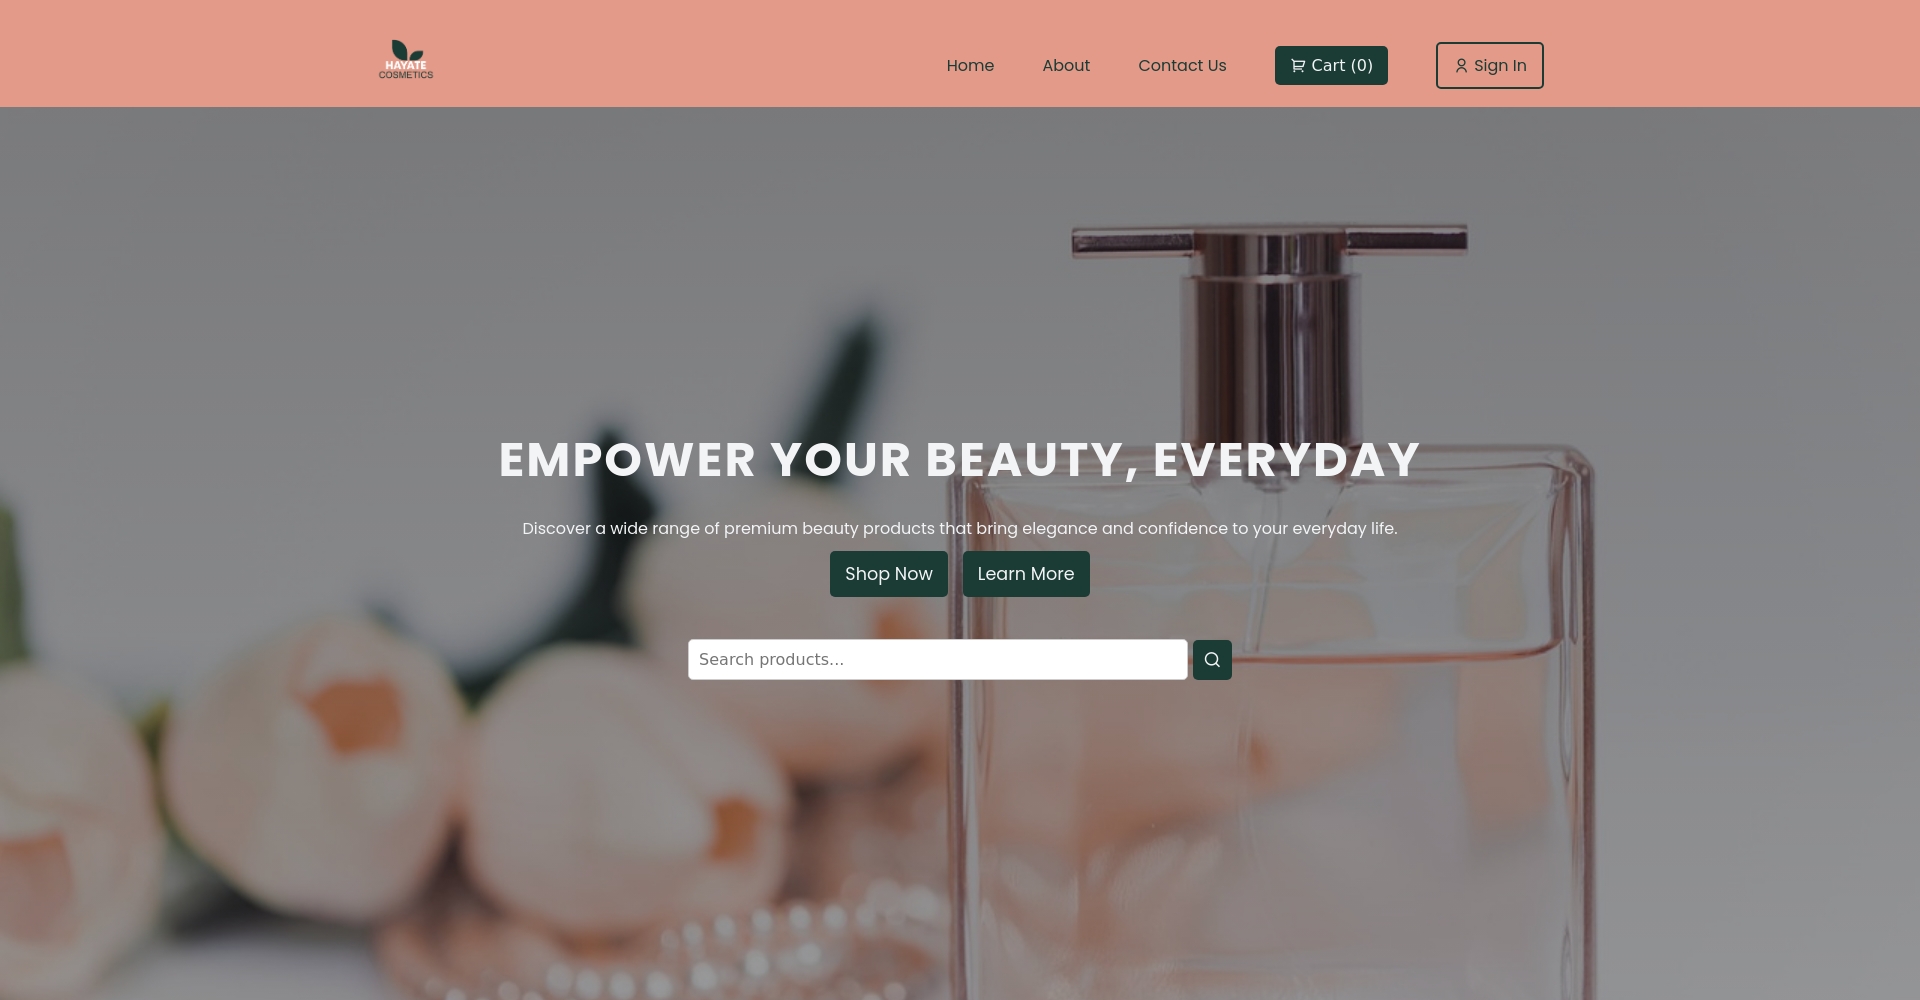 HAYATE
COSMETICS
Home
About
Contact Us
Cart (0)
Sign In
EMPOWER YOUR BEAUTY, EVERYDAY
Discover a wide range of premium beauty products that bring elegance and confidence to your everyday life.
Shop Now
Learn More
Search products...